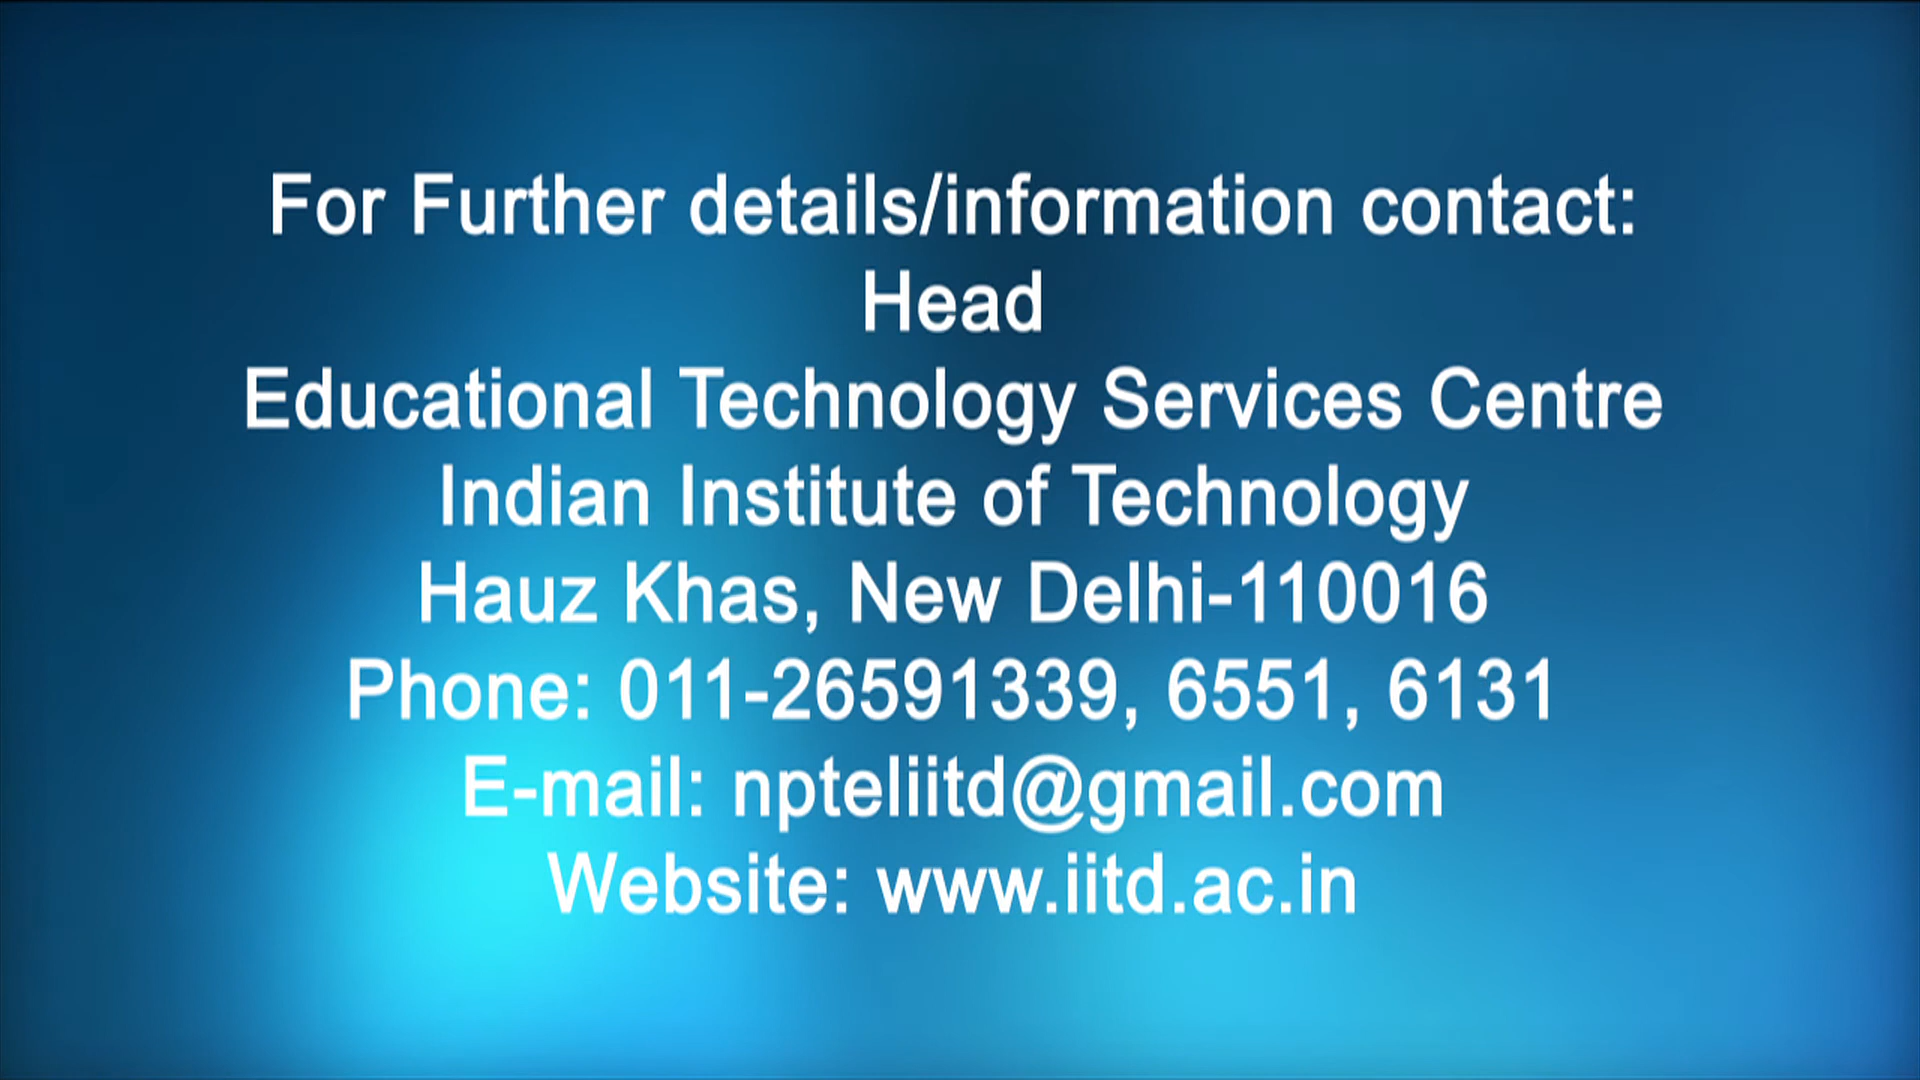 For Further details/information contact:
Head
Educational Technology Services Centre
Indian Institute of Technology
Hauz Khas, New Delhi-110016
Phone: 011-26591339, 6551, 6131
E-mail: npteliitd@gmail.com
Website: www.iitd.ac.in